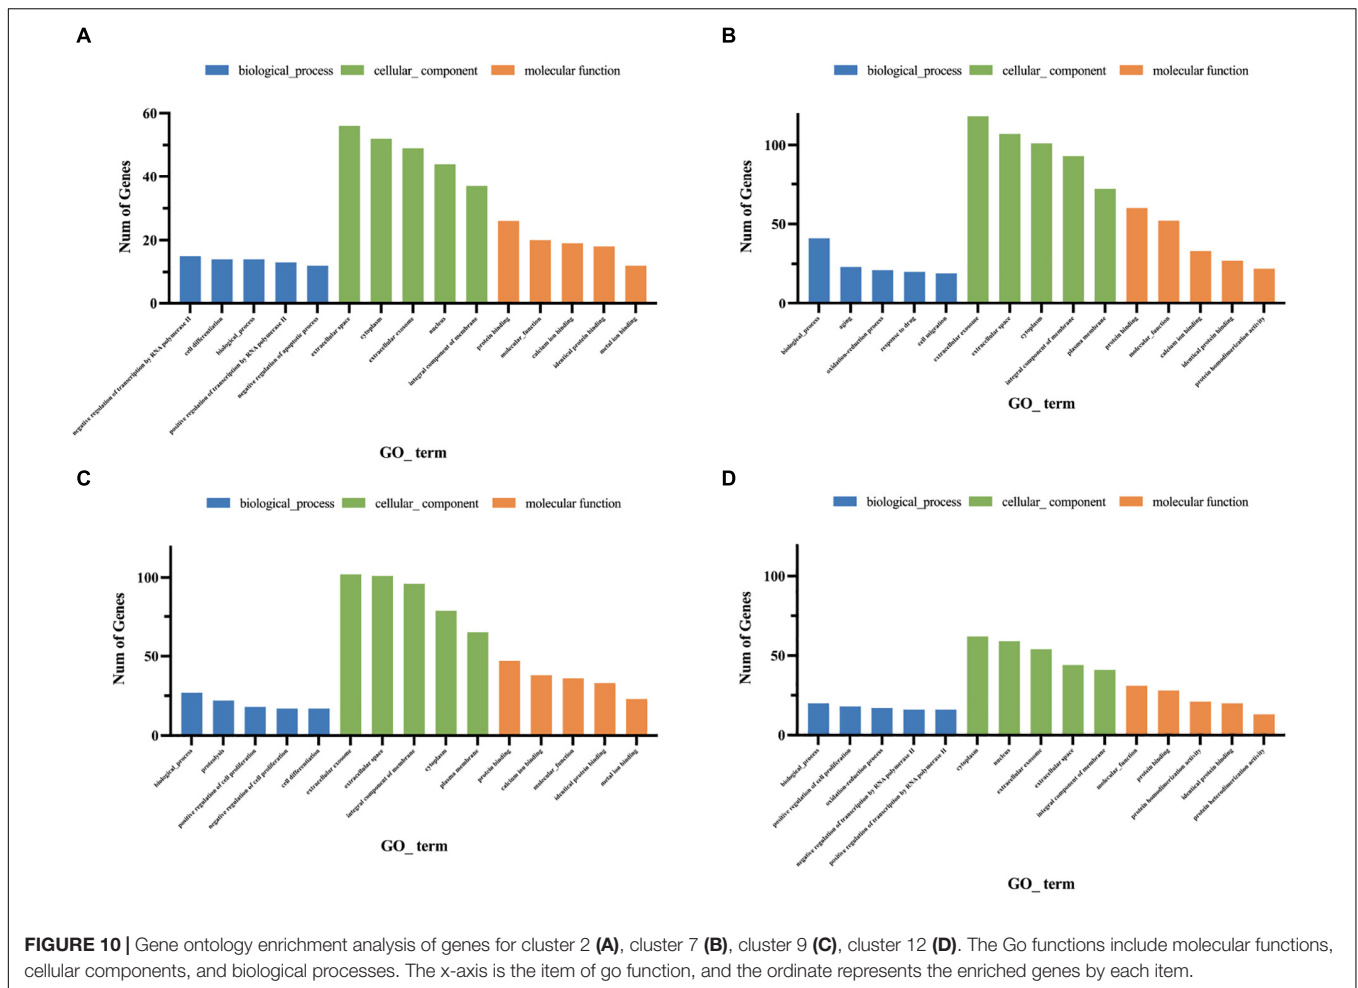 A
biological_process cellular_ component molecular function
Num of Genes
60
40
20
0
negative regulation of transcription by RNA polymerase II
cell differentiation
biological_process
positive regulation of transcription by RNA polymerase II
negative regulation of apoptotic process
extracellular space
cytoplasm
extracellular exosome
nucleus
integral component of membrane
protein binding
molecular_function
calcium ion binding
identical protein binding
metal ion binding
GO_ term
B
biological_process cellular_ component molecular function
Num of Genes
100
50
0
biological_process
aging
oxidation-reduction process
response to drug
cell migration
extracellular exosome
extracellular space
cytoplasm
integral component of membrane
plasma membrane
protein binding
molecular_function
calcium ion binding
identical protein binding
protein homodimerization activity
GO_ term
C
biological_process cellular_ component molecular function
Num of Genes
100
50
0
biological_process
proteolysis
positive regulation of cell proliferation
negative regulation of cell proliferation
cell differentiation
extracellular exosome
extracellular space
integral component of membrane
cytoplasm
plasma membrane
protein binding
calcium ion binding
molecular_function
identical protein binding
metal ion binding
GO_ term
D
biological_process cellular_ component molecular function
Num of Genes
100
50
0
biological_process
positive regulation of cell proliferation
oxidation-reduction process
negative regulation of transcription by RNA polymerase II
positive regulation of transcription by RNA polymerase II
cytoplasm
nucleus
extracellular exosome
extracellular space
integral component of membrane
molecular_function
protein binding
protein homodimerization activity
identical protein binding
protein heterodimerization activity
GO_ term
FIGURE 10 | Gene ontology enrichment analysis of genes for cluster 2 (A), cluster 7 (B), cluster 9 (C), cluster 12 (D). The Go functions include molecular functions,
cellular components, and biological processes. The x-axis is the item of go function, and the ordinate represents the enriched genes by each item.